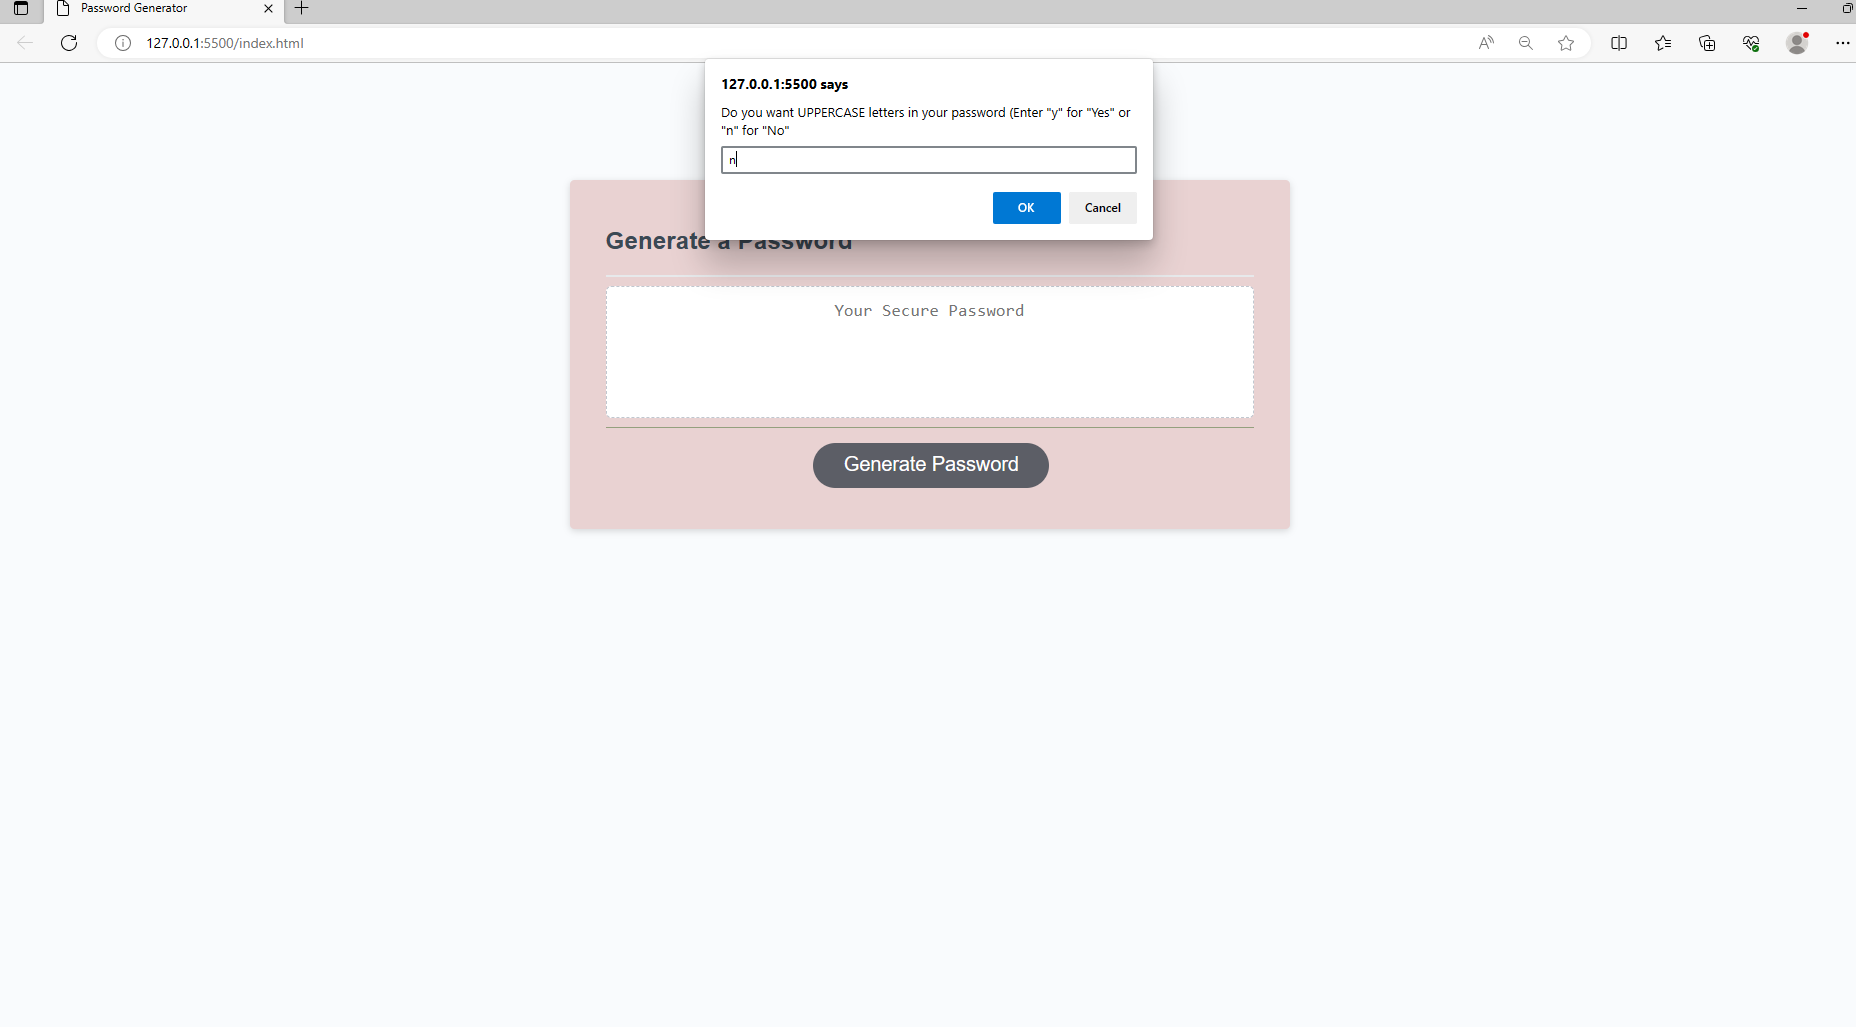 Password Generator
127.0.0.1:5500/index.html
127.0.0.1:5500 says
Do you want UPPERCASE letters in your password (Enter "y" for "Yes" or
"n" for "No"
n
OK Cancel
Generate a Password
Your Secure Password
Generate Password